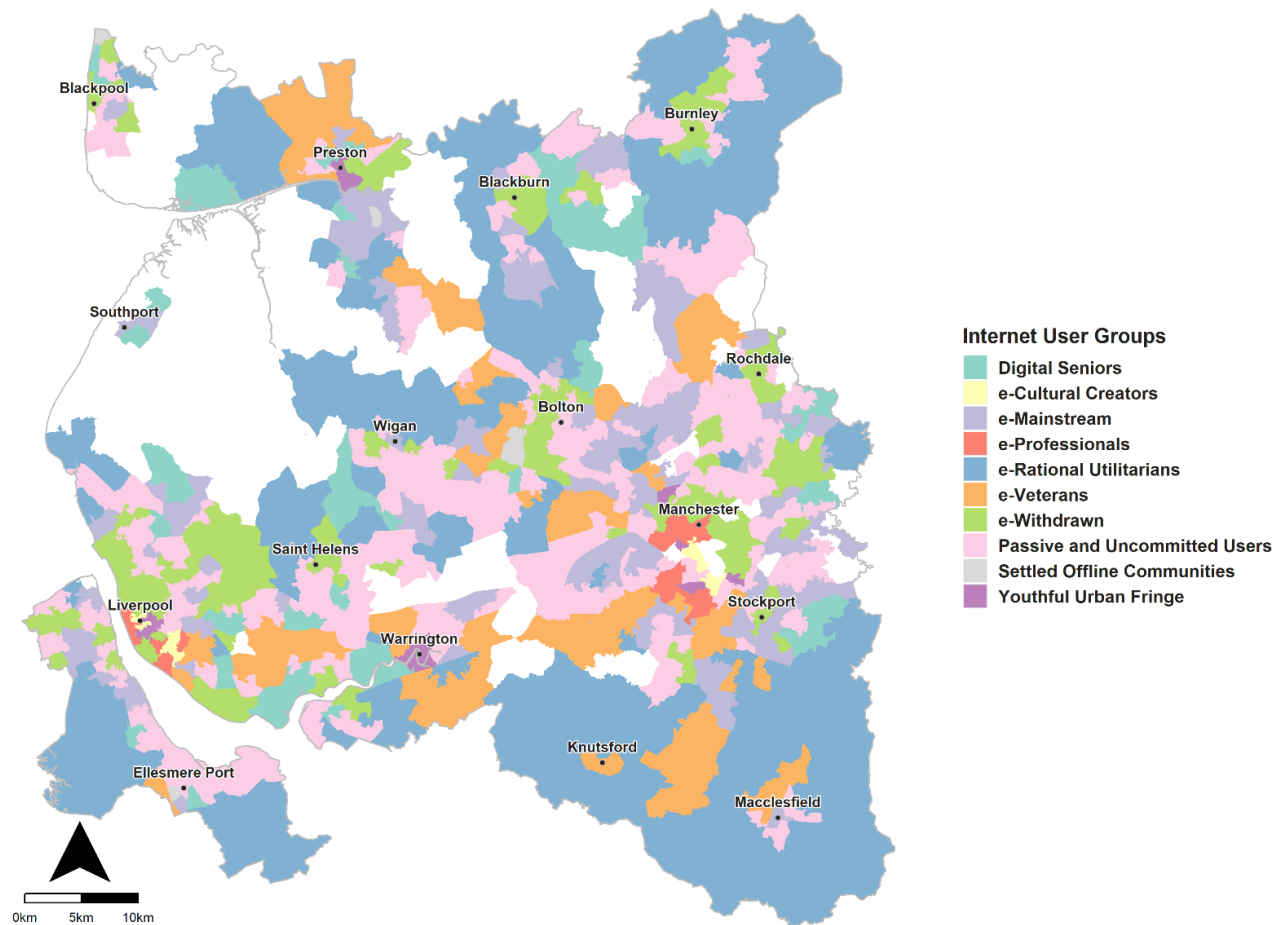 Blackpool
Burnley
Preston
Blackburn
Southport
Rochdale
Bolton
Wigan
Manchester
Saint Helens
Liverpool
Stockport
Warrington
Knutsford
Ellesmere Port
Macclesfield
0km 5km 10km
Internet User Groups
Digital Seniors
e-Cultural Creators
e-Mainstream
e-Professionals
e-Rational Utilitarians
e-Veterans
e-Withdrawn
Passive and Uncommitted Users
Settled Offline Communities
Youthful Urban Fringe